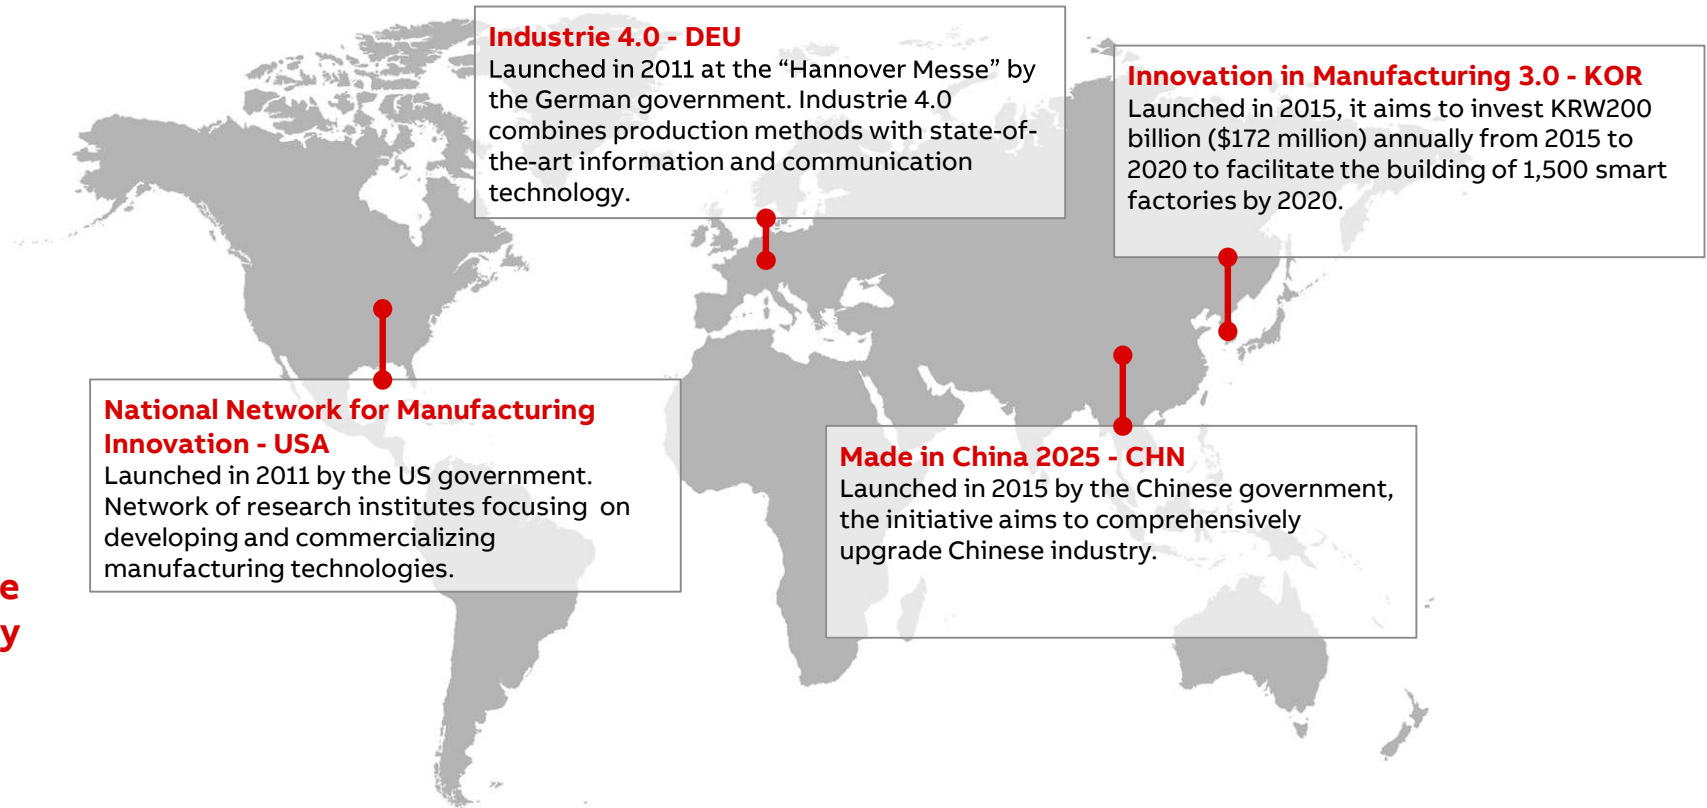 Industrie 4.0 - DEU
Launched in 2011 at the “Hannover Messe” by
the German government. Industrie 4.0
combines production methods with state-of-
the-art information and communication
technology.
Innovation in Manufacturing 3.0 - KOR
Launched in 2015, it aims to invest KRW200
billion ($172 million) annually from 2015 to
2020 to facilitate the building of 1,500 smart
factories by 2020.
National Network for Manufacturing
Innovation - USA
Launched in 2011 by the US government.
Network of research institutes focusing  on
developing and commercializing
manufacturing technologies.
Made in China 2025 - CHN
Launched in 2015 by the Chinese government,
the initiative aims to comprehensively
upgrade Chinese industry.
e
y